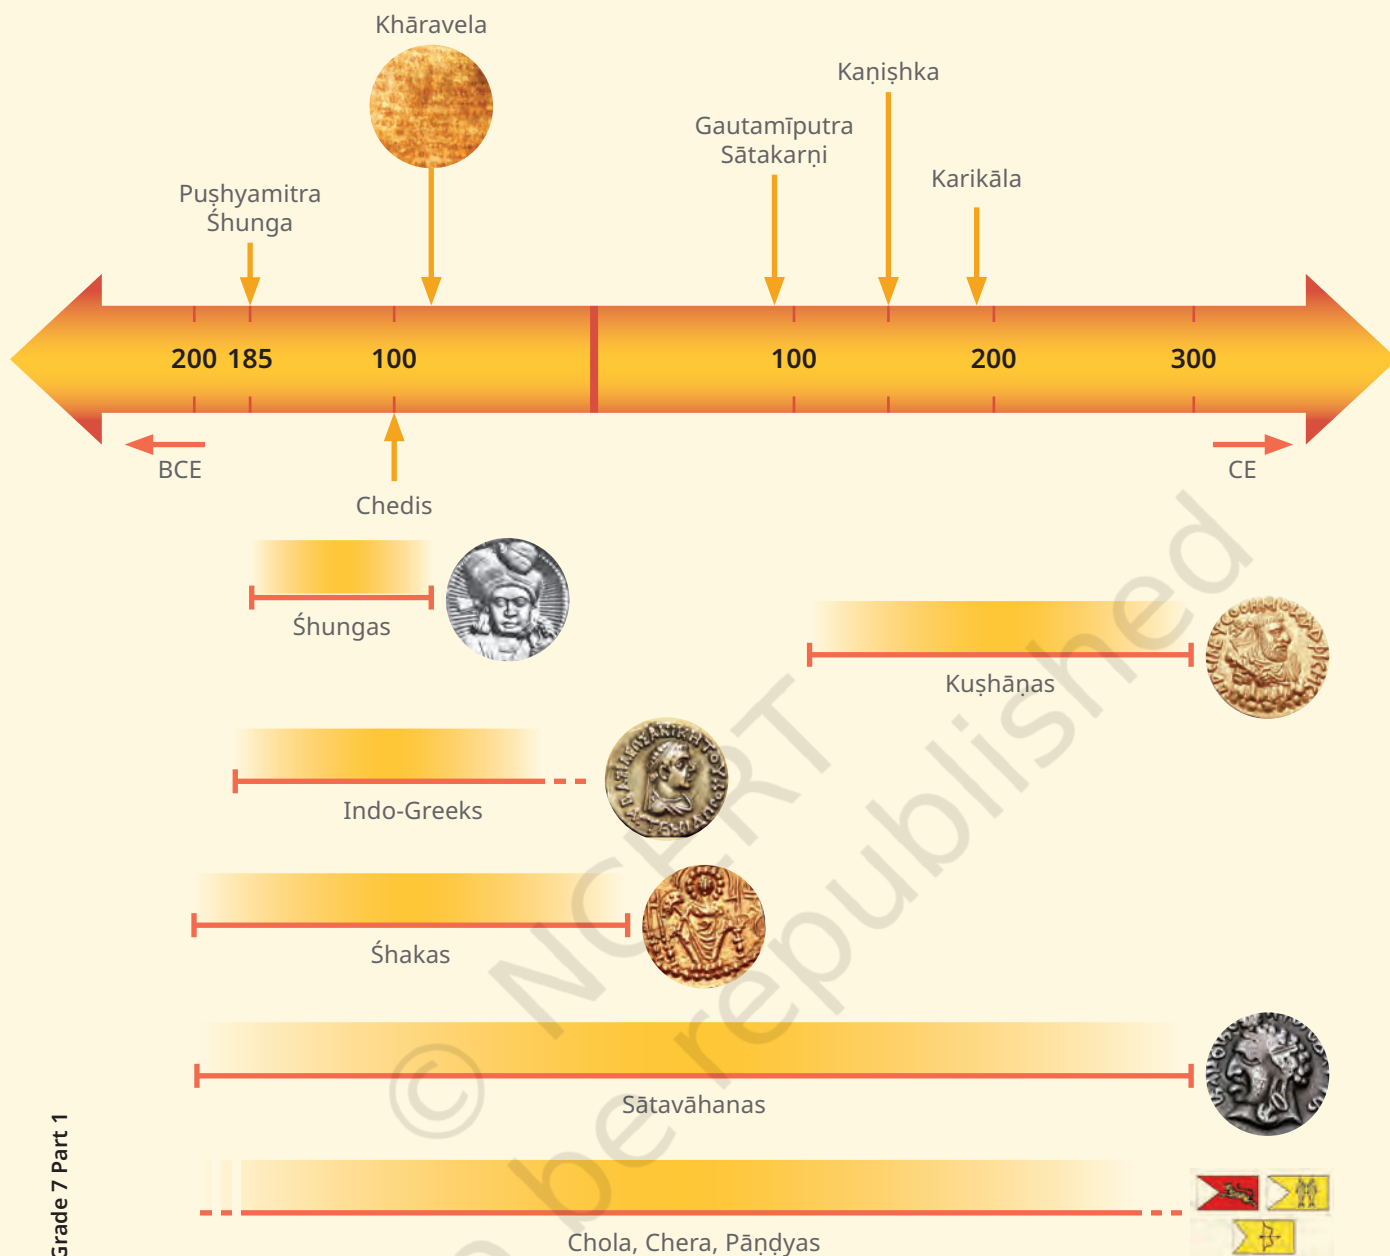 Khāravela
Kaṇiṣhka
Gautamīputra
Sātakarṇi
Karikāla
Puṣhyamitra
Śhunga
200 185 100 100 200 300
BCE
CE
Chedis
Śhungas
Kuṣhāṇas
Indo-Greeks
Śhakas
Sātavāhanas
Chola, Chera, Pāṇḍyas
Grade 7 Part 1
© NCERT
be republished